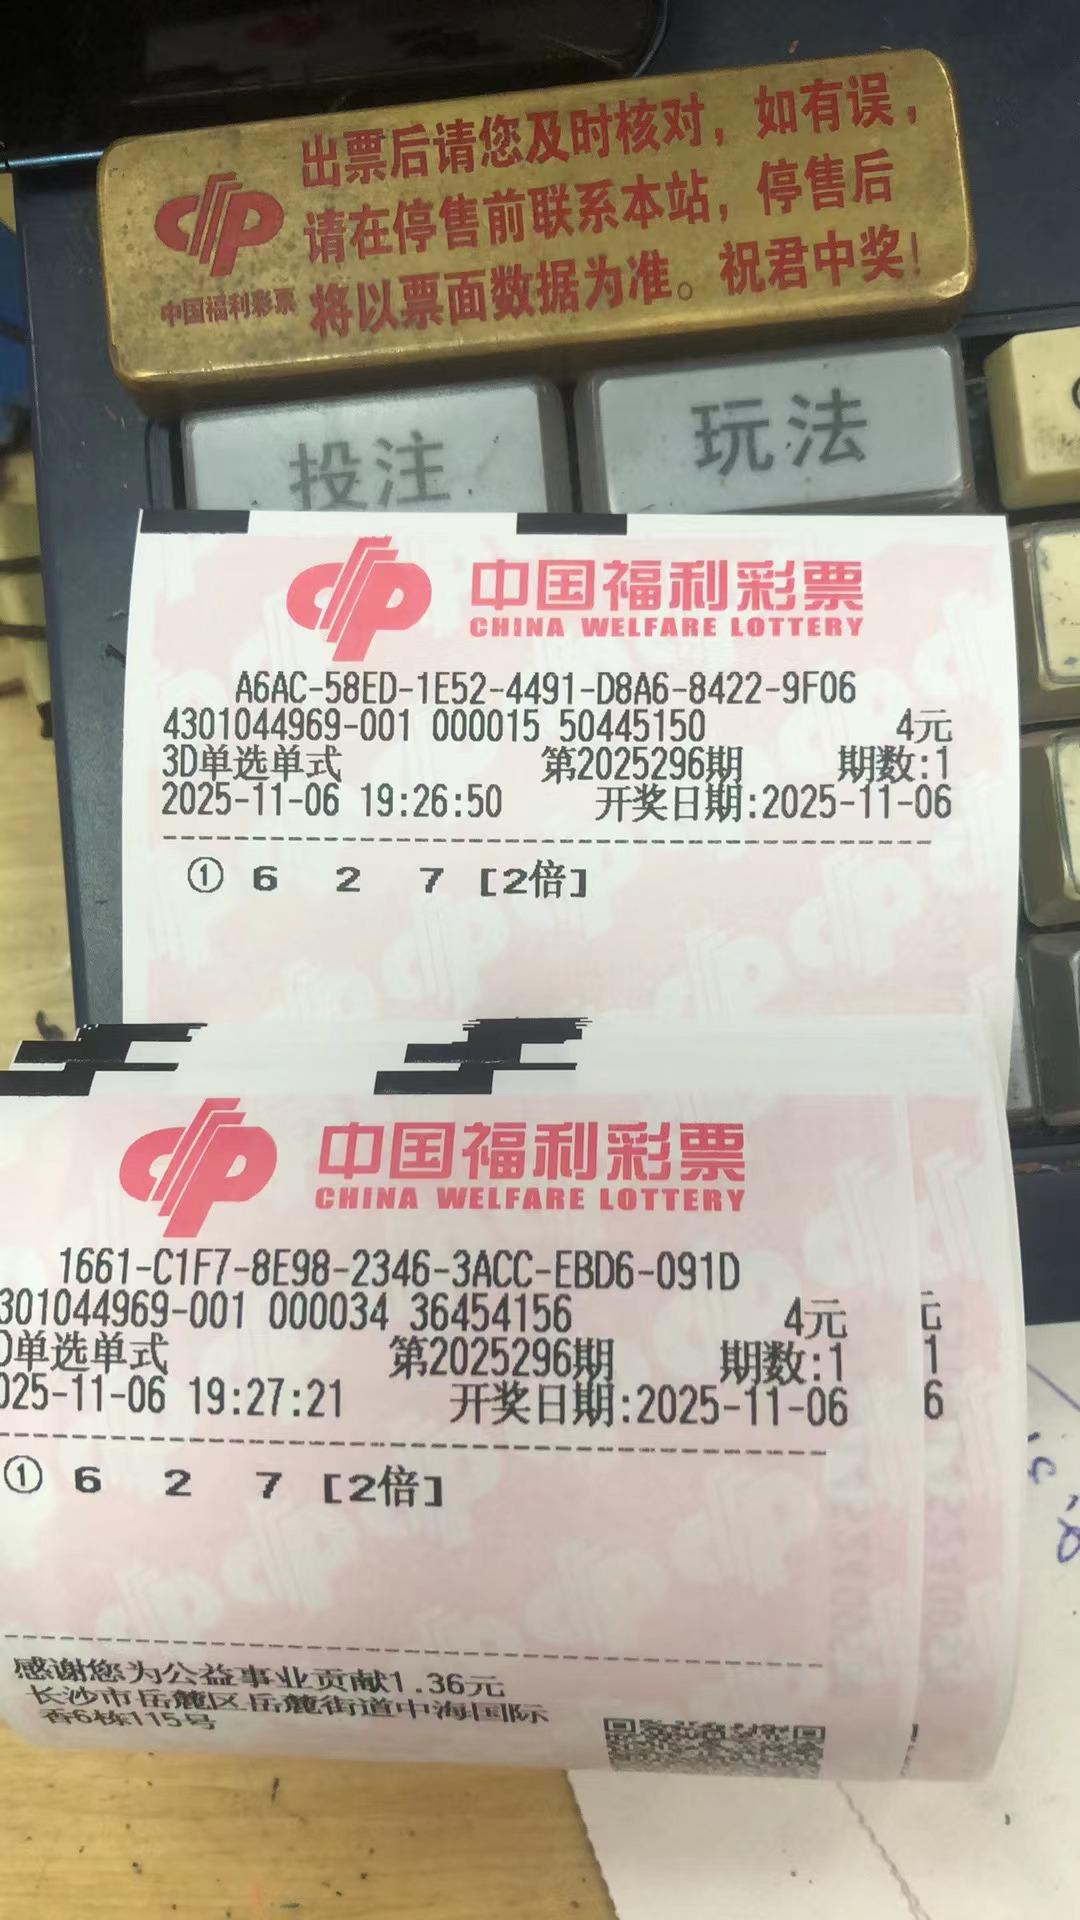 出票后请您及时核对，如有误，
请在停售前联系本站，停售后
将以票面数据为准。祝君中奖！
中国福利彩票
投注
玩法
中国福利彩票
CHINA WELFARE LOTTERY
A6AC-58ED-1E52-4491-D8A6-8422-9F06
4301044969-001 000015 50445150 4元
3D单选单式 第2025296期 期数:1
2025-11-06 19:26:50 开奖日期:2025-11-06
① 6 2 7 [2倍]
中国福利彩票
CHINA WELFARE LOTTERY
1661-C1F7-8E98-2346-3ACC-EBD6-091D
301044969-001 000034 36454156 4元
D单选单式 第2025296期 期数:1
025-11-06 19:27:21 开奖日期:2025-11-06
① 6 2 7 [2倍]
元
1
6
感谢您为公益事业贡献1.36元
长沙市岳麓区岳麓街道中海国际
香6栋115号